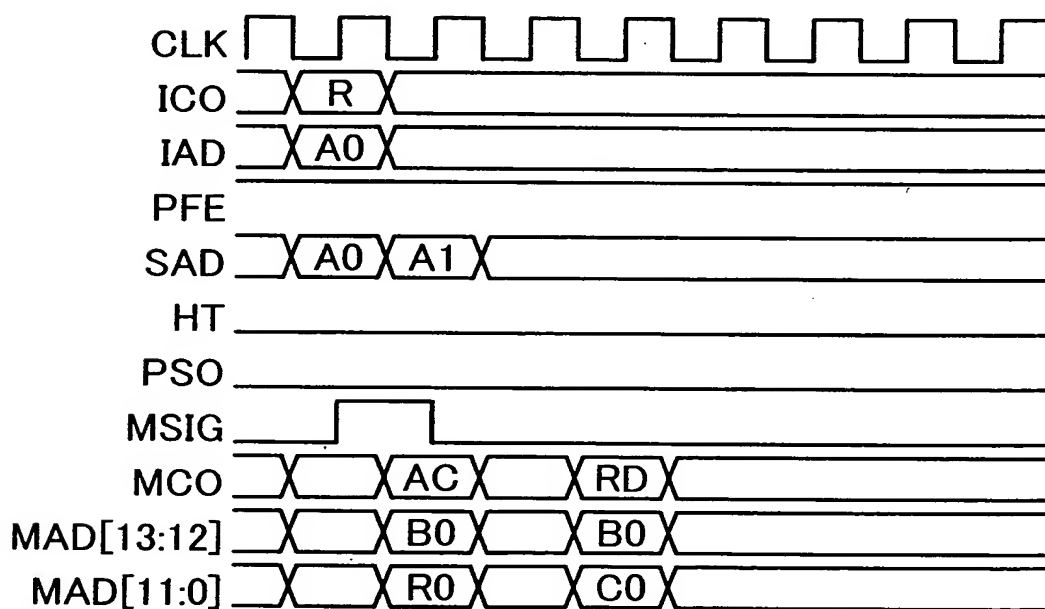 CLK
ICO R
IAD A0
PFE
SAD A0 A1
HT
PSO
MSIG
MCO AC RD
MAD[13:12] B0 B0
MAD[11:0] R0 C0